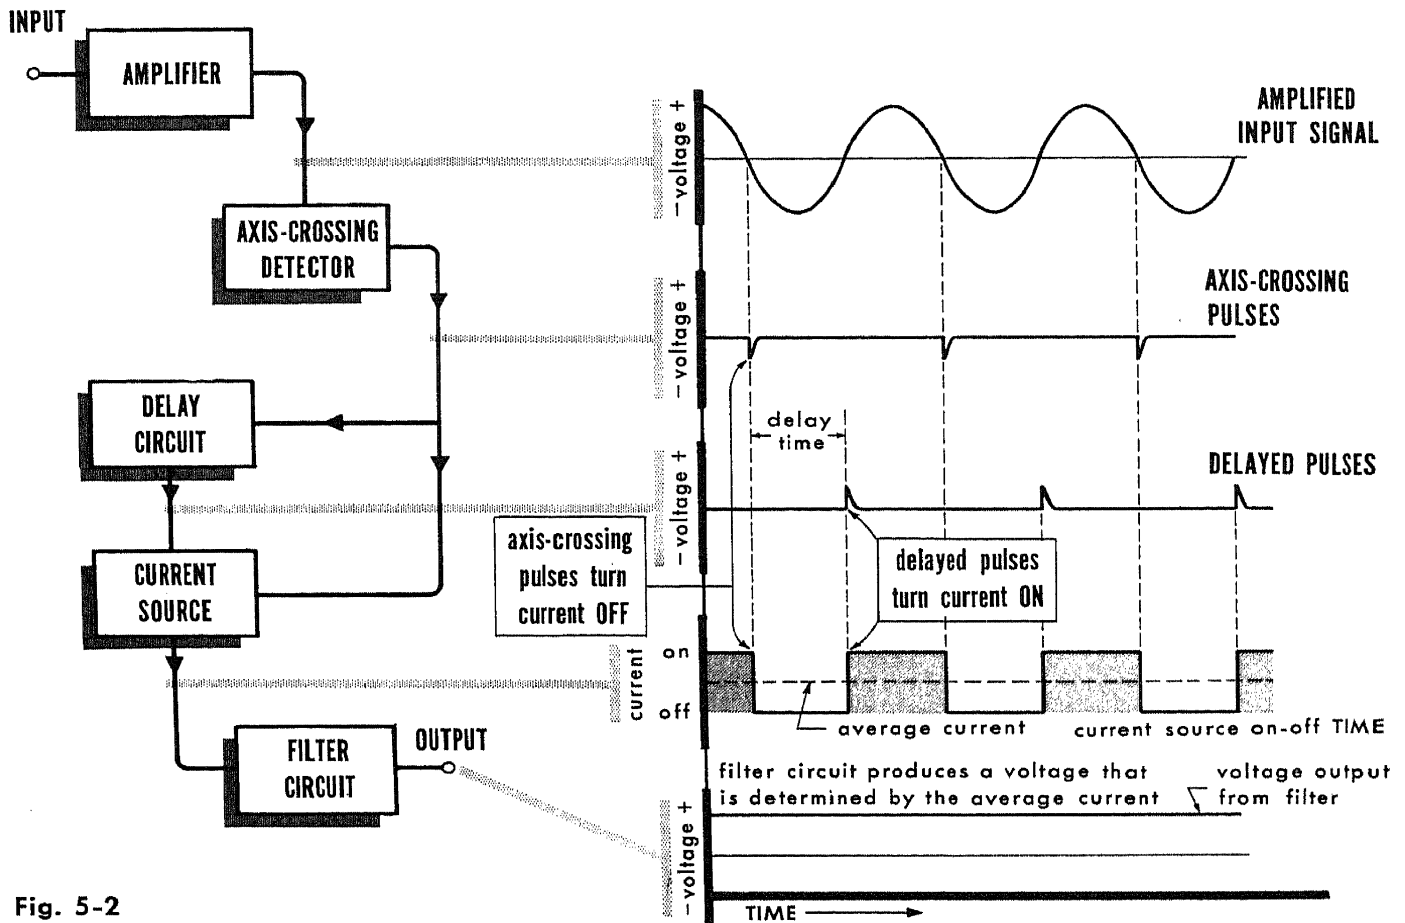 INPUT
AMPLIFIER
AXIS-CROSSING
DETECTOR
DELAY
CIRCUIT
CURRENT
SOURCE
FILTER
CIRCUIT
OUTPUT
Fig. 5-2
- voltage +
AMPLIFIED
INPUT SIGNAL
- voltage +
AXIS-CROSSING
PULSES
delay
time
- voltage +
DELAYED PULSES
axis-crossing
pulses turn
current OFF
delayed pulses
turn current ON
current
on
off
average current
current source on-off TIME
filter circuit produces a voltage that
is determined by the average current
voltage output
from filter
- voltage +
TIME